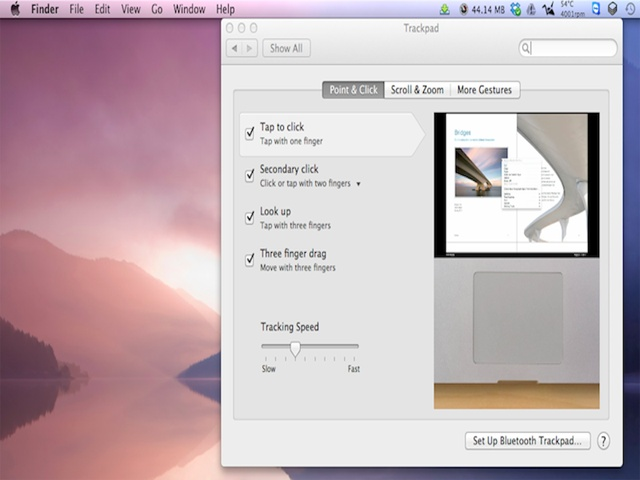 Finder File Edit View Go Window Help 44.14 MB 54°C 4001rpm
Trackpad
Show All
Point & Click Scroll & Zoom More Gestures
Tap to click
Tap with one finger
Secondary click
Click or tap with two fingers
Look up
Tap with three fingers
Three finger drag
Move with three fingers
Tracking Speed
Slow Fast
Bridges
Set Up Bluetooth Trackpad... ?